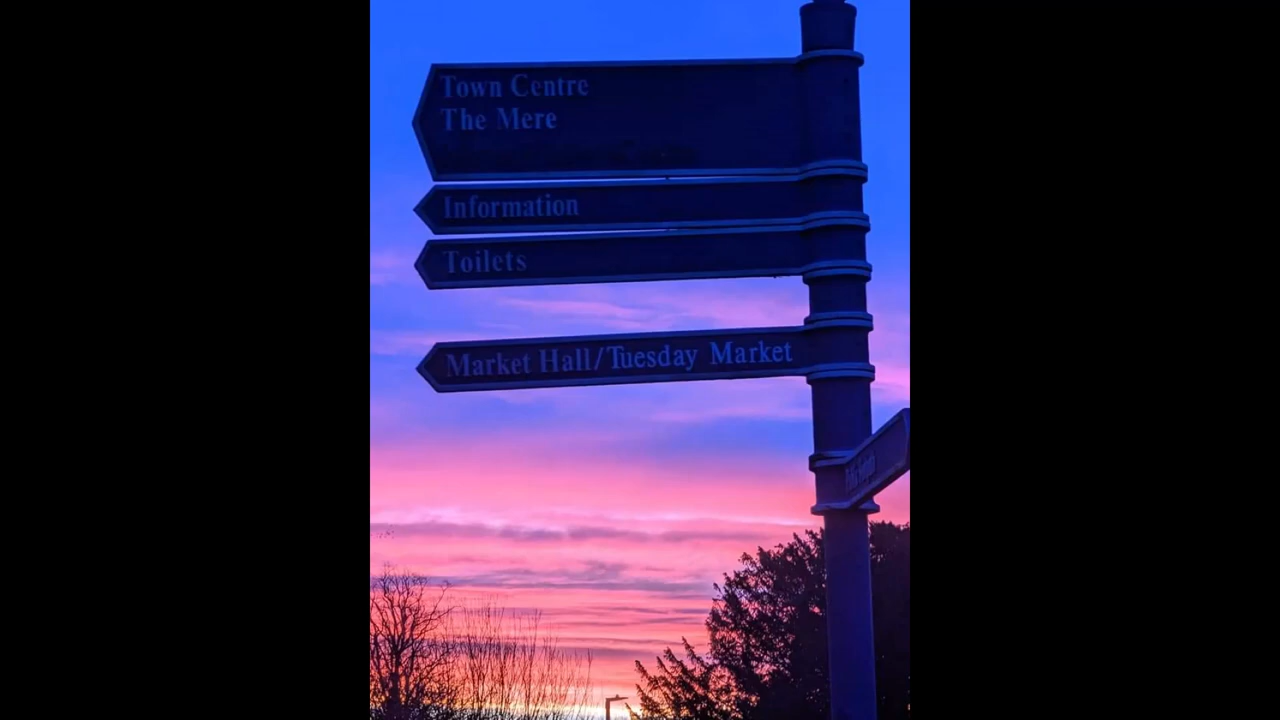 Town Centre
The Mere
Information
Toilets
Market Hall/Tuesday Market